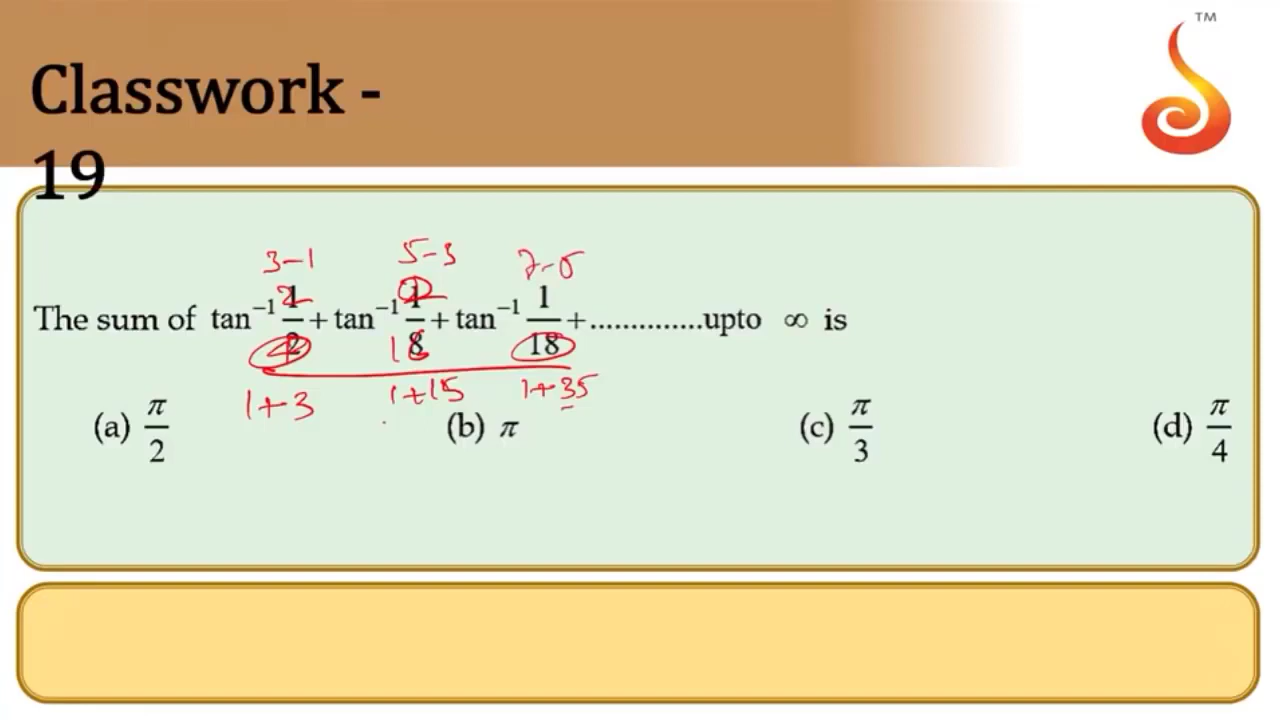 TM
Classwork -
19
3-1 5-3 7-5
The sum of tan⁻¹ 1/2 + tan⁻¹ 1/8 + tan⁻¹ 1/18 + ..............upto ∞ is
1+3 1+15 1+35
(a) π/2 (b) π (c) π/3 (d) π/4